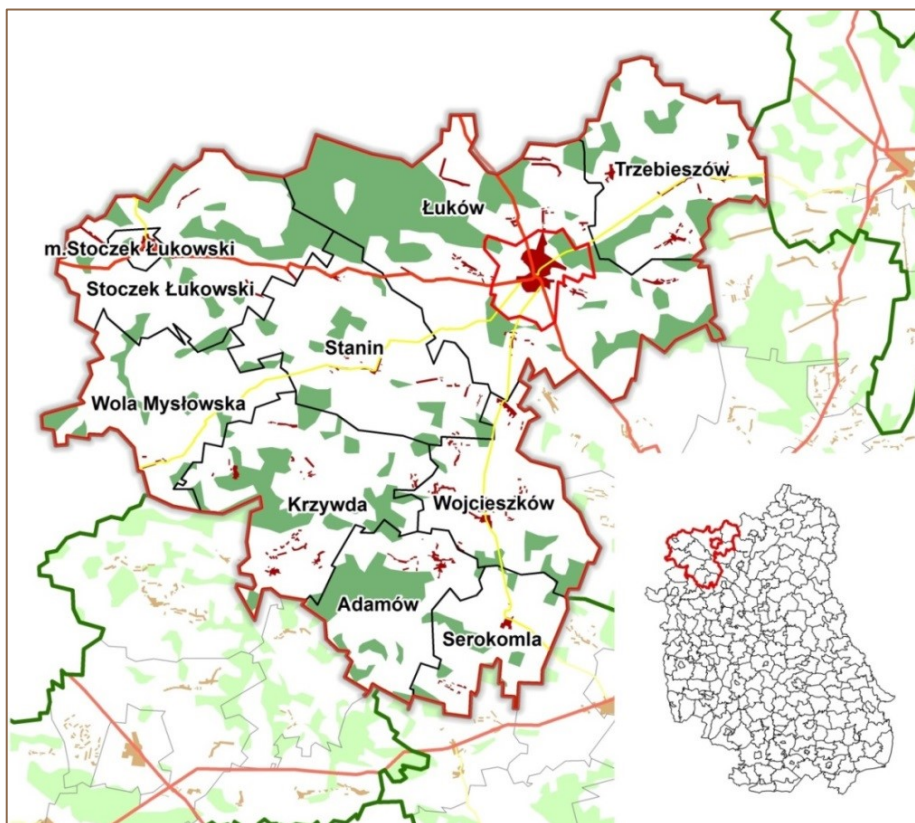 Trzebieszów
Łuków
m.Stoczek Łukowski
Stoczek Łukowski
Stanin
Wola Mysłowska
Krzywda
Wojcieszków
Adamów
Serokomla